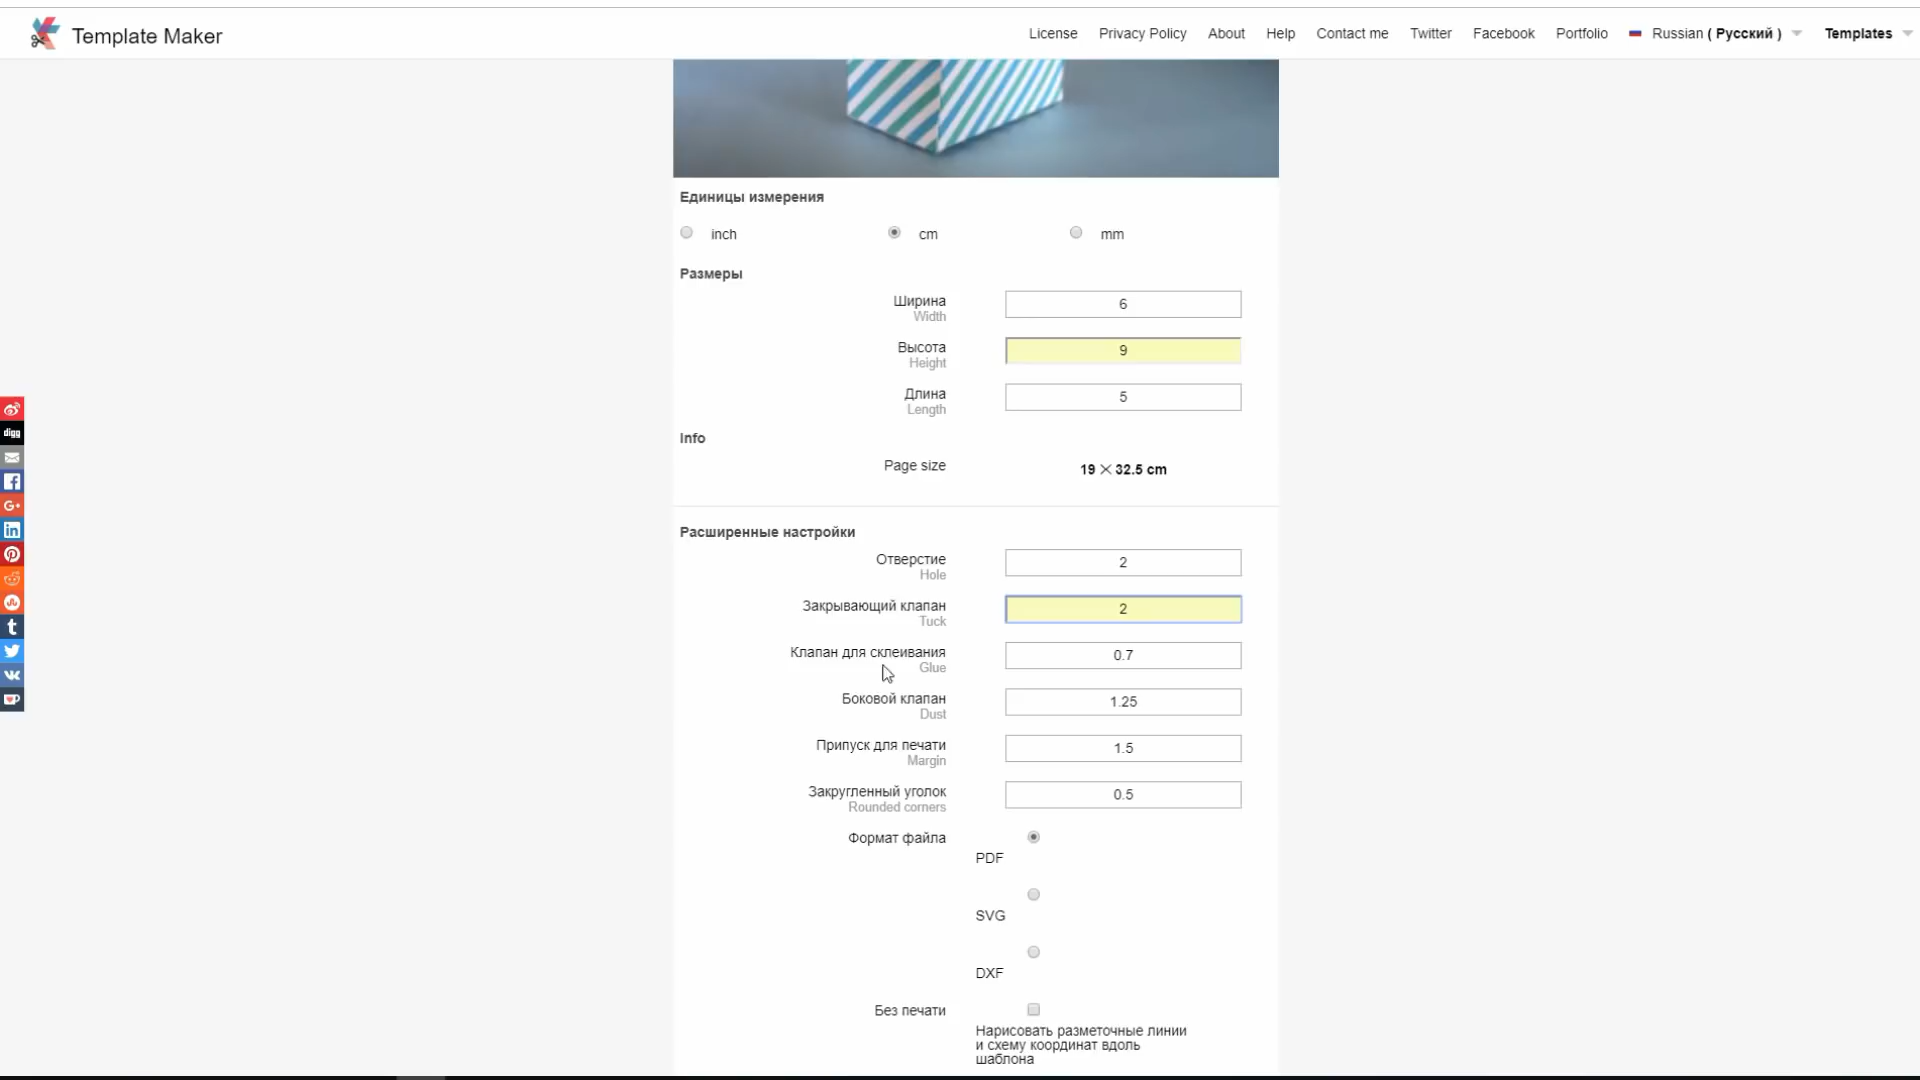 Template Maker
License Privacy Policy About Help Contact me Twitter Facebook Portfolio Russian ( Русский ) Templates
Единицы измерения
inch cm mm
Размеры
Ширина 6
Width
Высота 9
Height
Длина 5
Length
Info
Page size 19 × 32.5 cm
Расширенные настройки
Отверстие 2
Hole
Закрывающий клапан 2
Tuck
Клапан для склеивания 0.7
Glue
Боковой клапан 1.25
Dust
Припуск для печати 1.5
Margin
Закругленный уголок 0.5
Rounded corners
Формат файла
PDF
SVG
DXF
Без печати
Нарисовать разметочные линии
и схему координат вдоль
шаблона
digg
G+
in
t